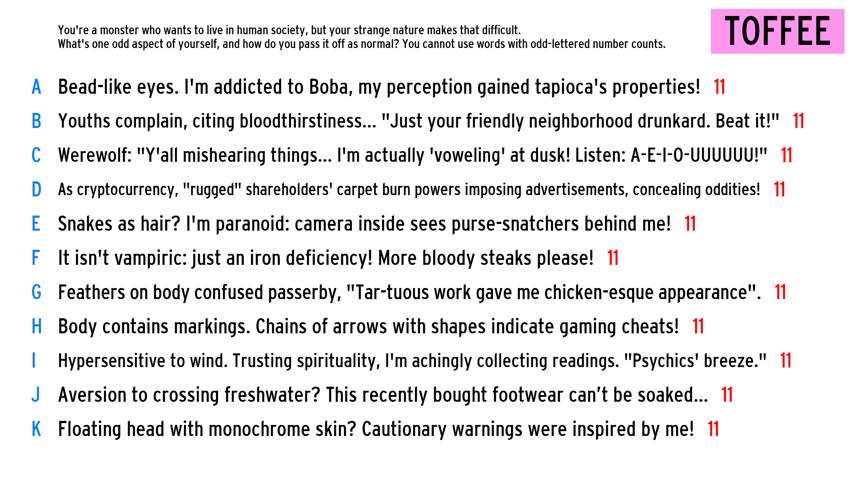 You're a monster who wants to live in human society, but your strange nature makes that difficult.
What's one odd aspect of yourself, and how do you pass it off as normal? You cannot use words with odd-lettered number counts.
TOFFEE
A Bead-like eyes. I'm addicted to Boba, my perception gained tapioca's properties! 11
B Youths complain, citing bloodthirstiness... "Just your friendly neighborhood drunkard. Beat it!" 11
C Werewolf: "Y'all mishearing things... I'm actually 'voweling' at dusk! Listen: A-E-I-O-UUUUUU!" 11
D As cryptocurrency, "rugged" shareholders' carpet burn powers imposing advertisements, concealing oddities! 11
E Snakes as hair? I'm paranoid: camera inside sees purse-snatchers behind me! 11
F It isn't vampiric: just an iron deficiency! More bloody steaks please! 11
G Feathers on body confused passerby, "Tar-tuous work gave me chicken-esque appearance". 11
H Body contains markings. Chains of arrows with shapes indicate gaming cheats! 11
I Hypersensitive to wind. Trusting spirituality, I'm achingly collecting readings. "Psychics' breeze." 11
J Aversion to crossing freshwater? This recently bought footwear can’t be soaked... 11
K Floating head with monochrome skin? Cautionary warnings were inspired by me! 11